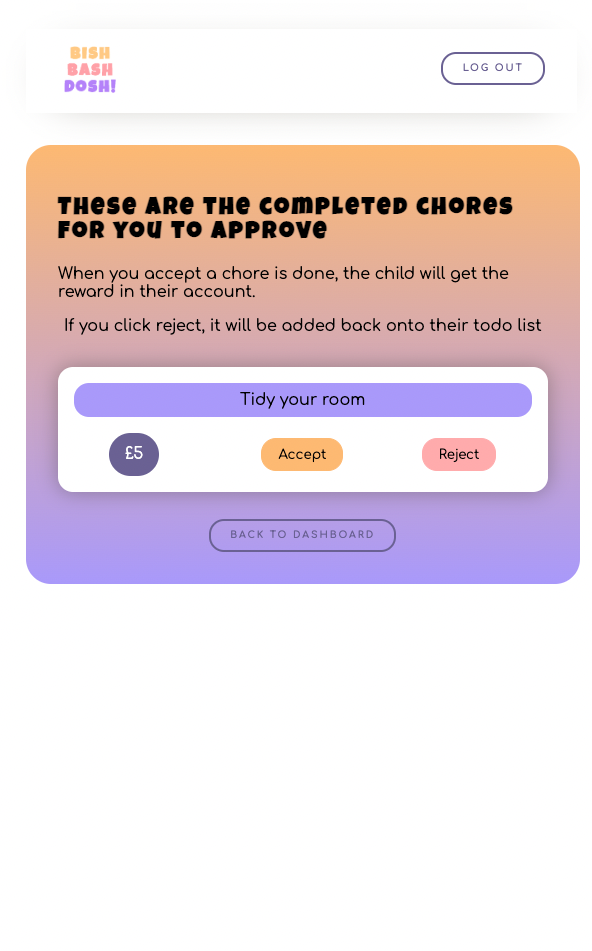 BISH
BASH
DOSH!
LOG OUT
These are the completed chores
for you to approve
When you accept a chore is done, the child will get the
reward in their account.
If you click reject, it will be added back onto their todo list
Tidy your room
£5
Accept
Reject
BACK TO DASHBOARD